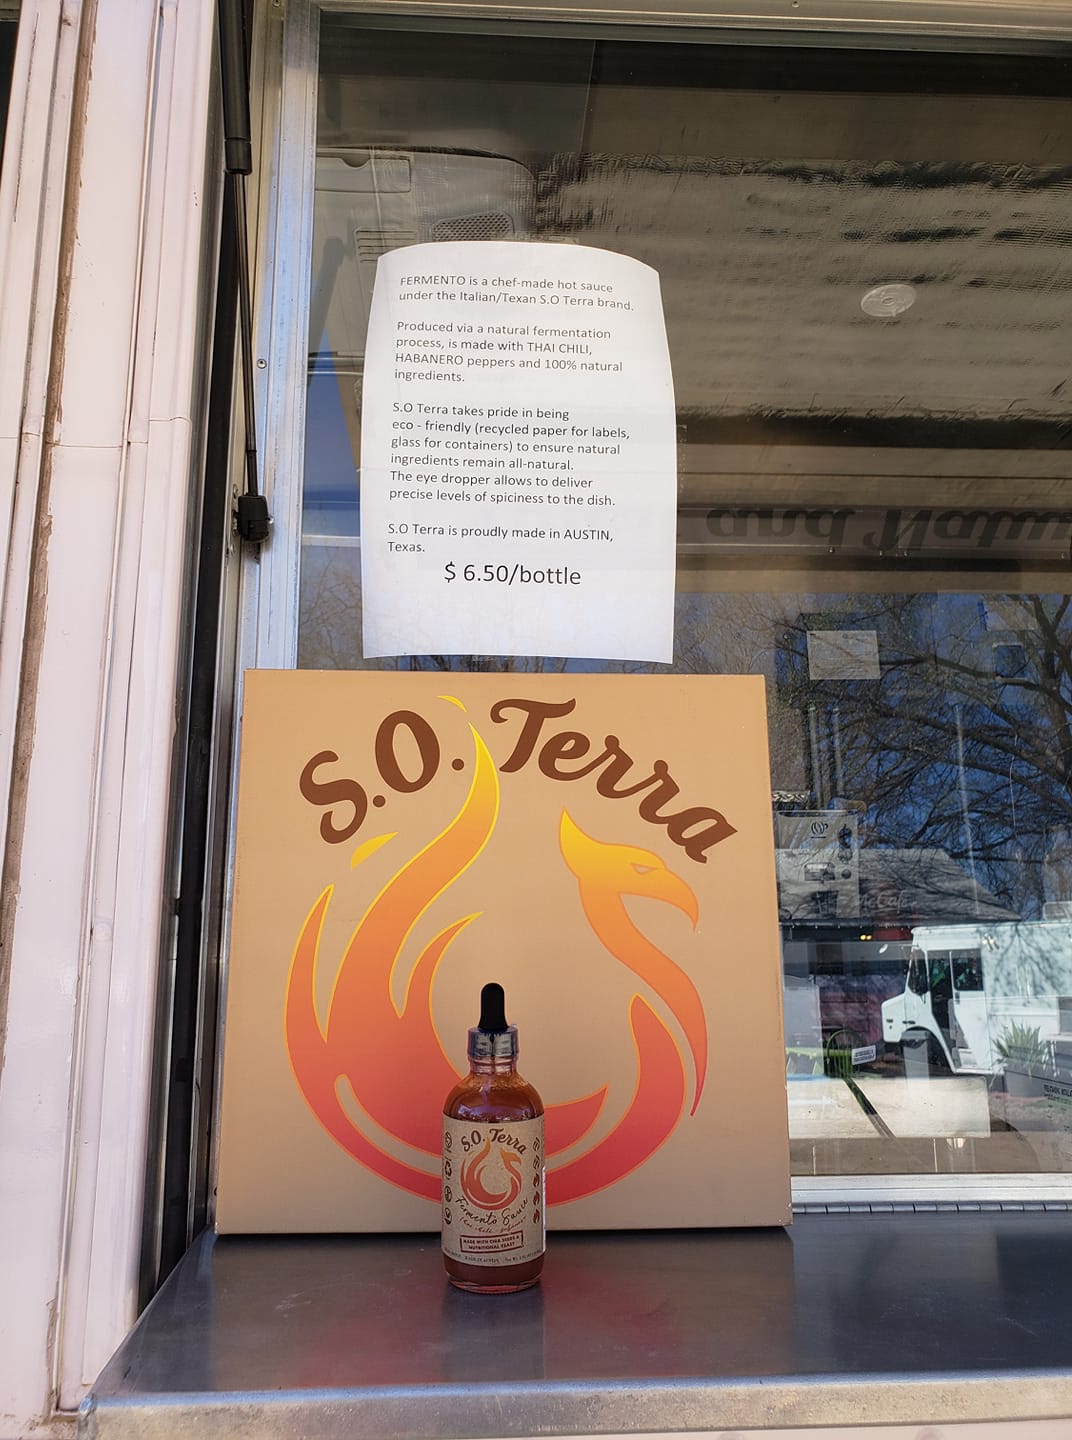 FERMENTO is a chef-made hot sauce
under the Italian/Texan S.O Terra brand.
Produced via a natural fermentation
process, is made with THAI CHILI,
HABANERO peppers and 100% natural
ingredients.
S.O Terra takes pride in being
eco - friendly (recycled paper for labels,
glass for containers) to ensure natural
ingredients remain all-natural.
The eye dropper allows to deliver
precise levels of spiciness to the dish.
S.O Terra is proudly made in AUSTIN,
Texas.
$ 6.50/bottle
and Natur
S.O. Terra
S.O. Terra
Fermento Sauce
MADE WITH CHIA SEEDS &
NUTRITIONAL YEAST